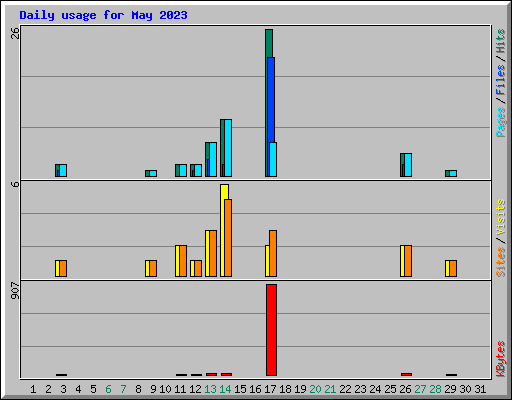 Daily usage for May 2023
26
Pages / Files / Hits
6
Sites / Visits
907
KBytes
1 2 3 4 5 6 7 8 9 10 11 12 13 14 15 16 17 18 19 20 21 22 23 24 25 26 27 28 29 30 31